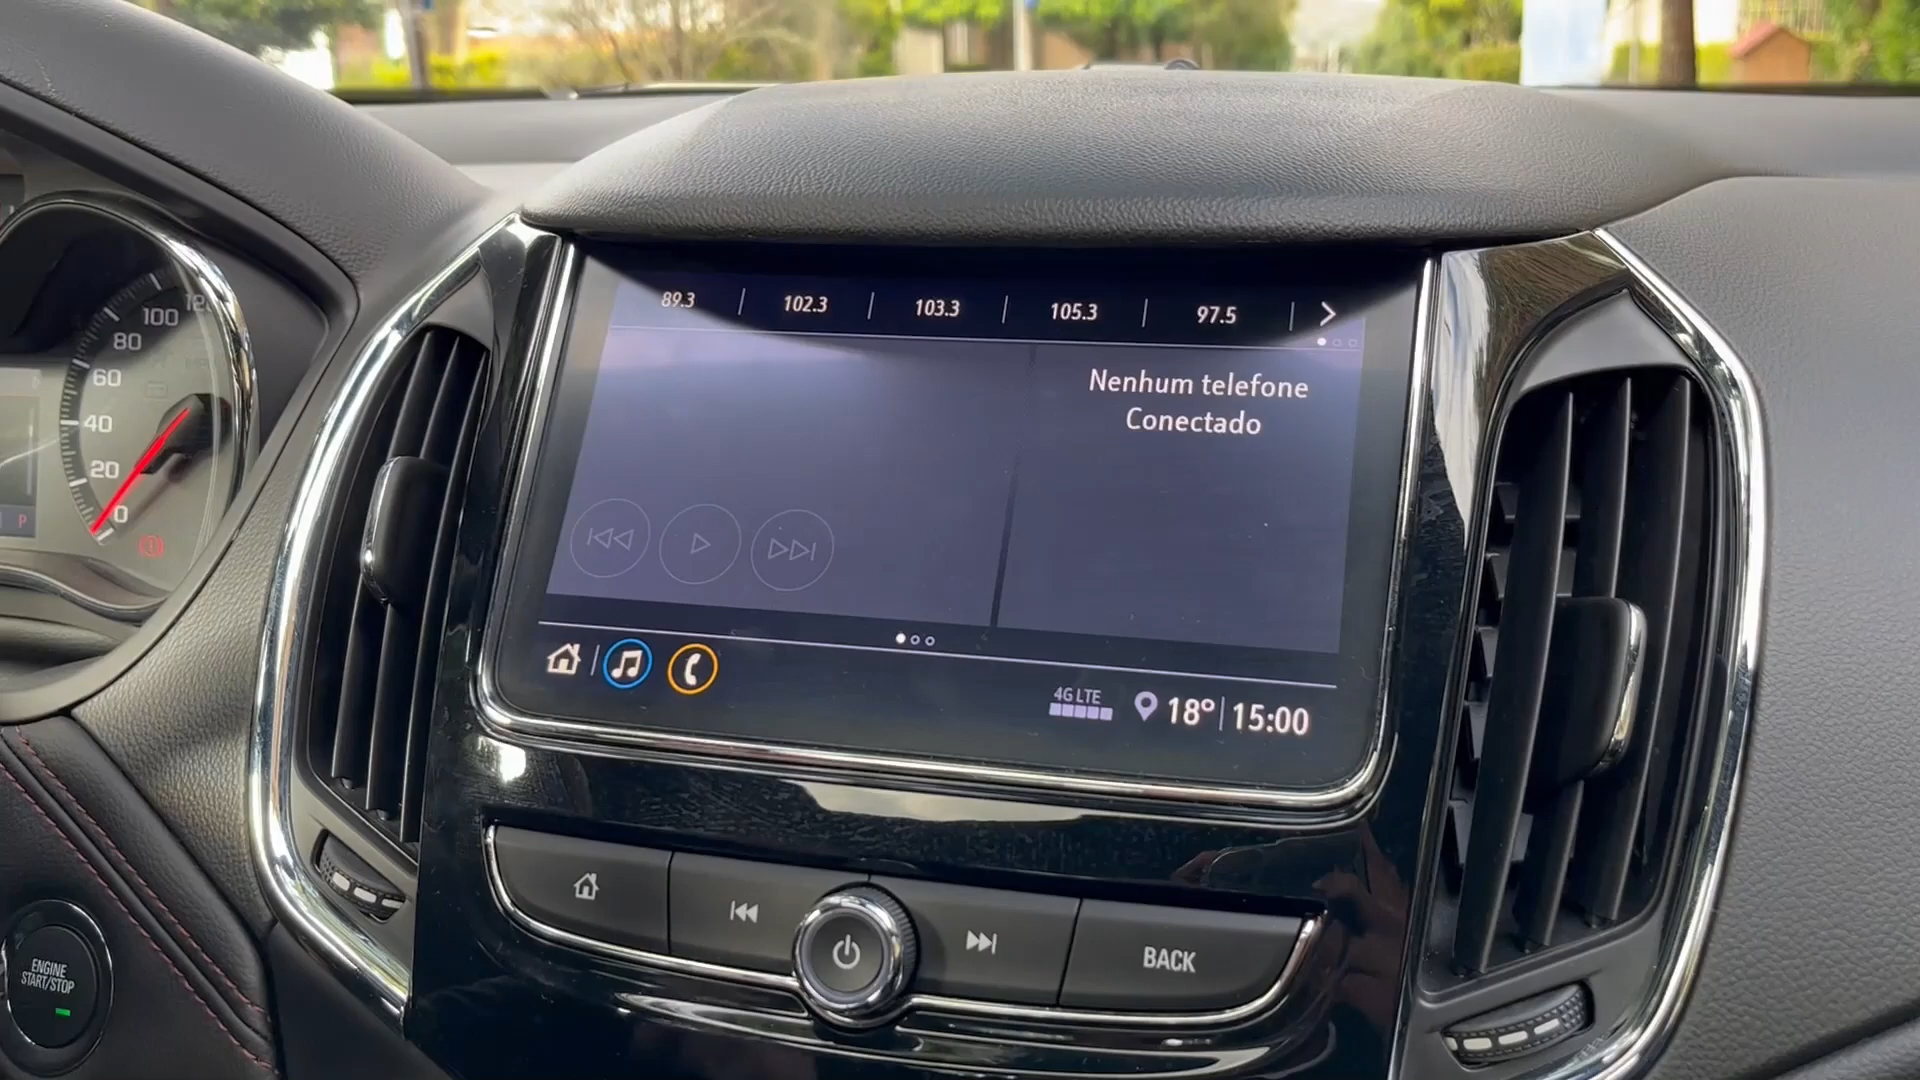 89.3 | 102.3 | 103.3 | 105.3 | 97.5 |
Nenhum telefone
Conectado
4G LTE
18° | 15:00
BACK
ENGINE
START/STOP
120
100
80
60
40
20
0
P